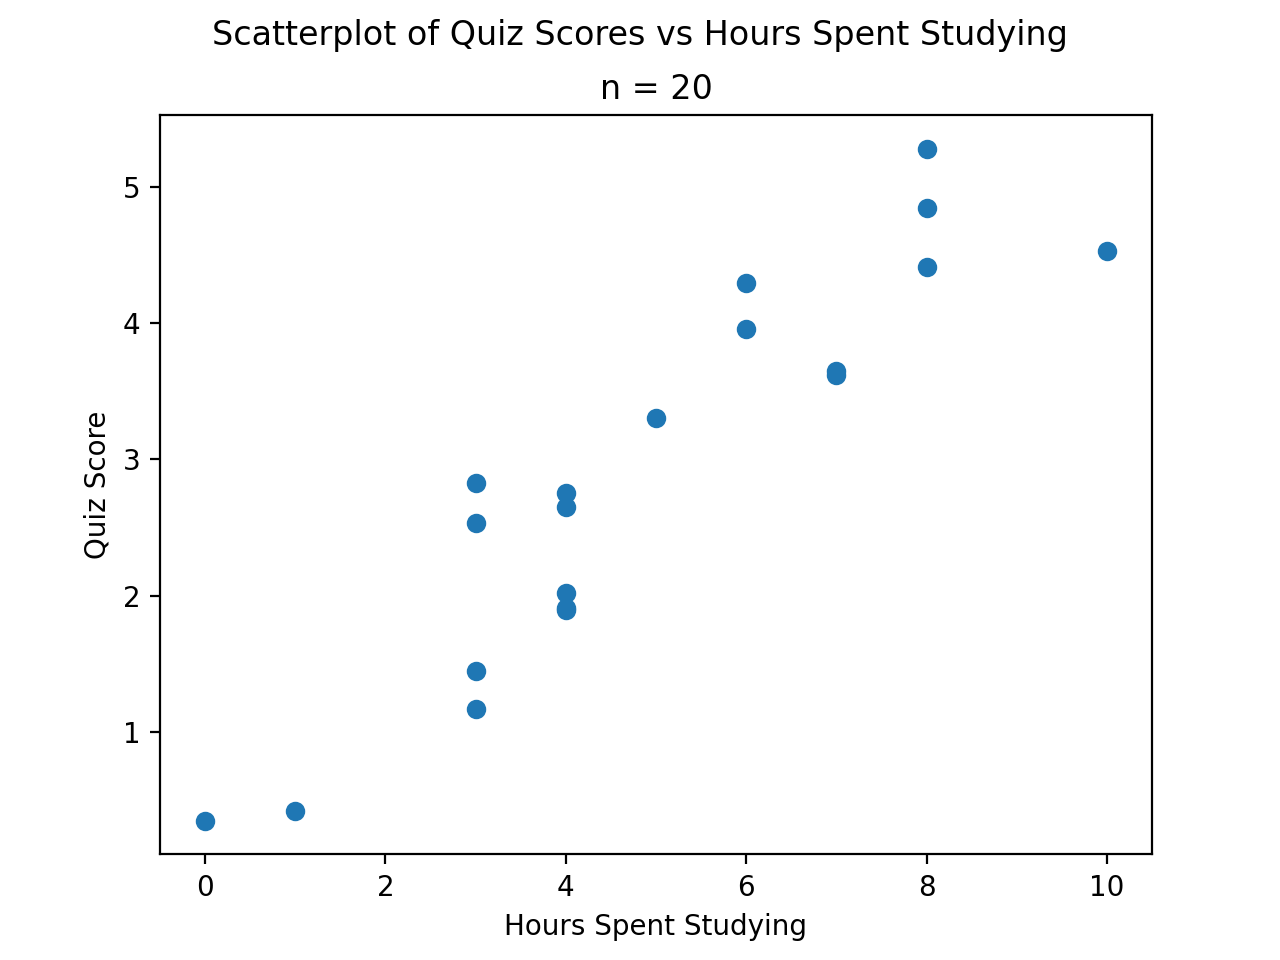 Scatterplot of Quiz Scores vs Hours Spent Studying
n = 20
5
4
3
2
1
Quiz Score
0 2 4 6 8 10
Hours Spent Studying